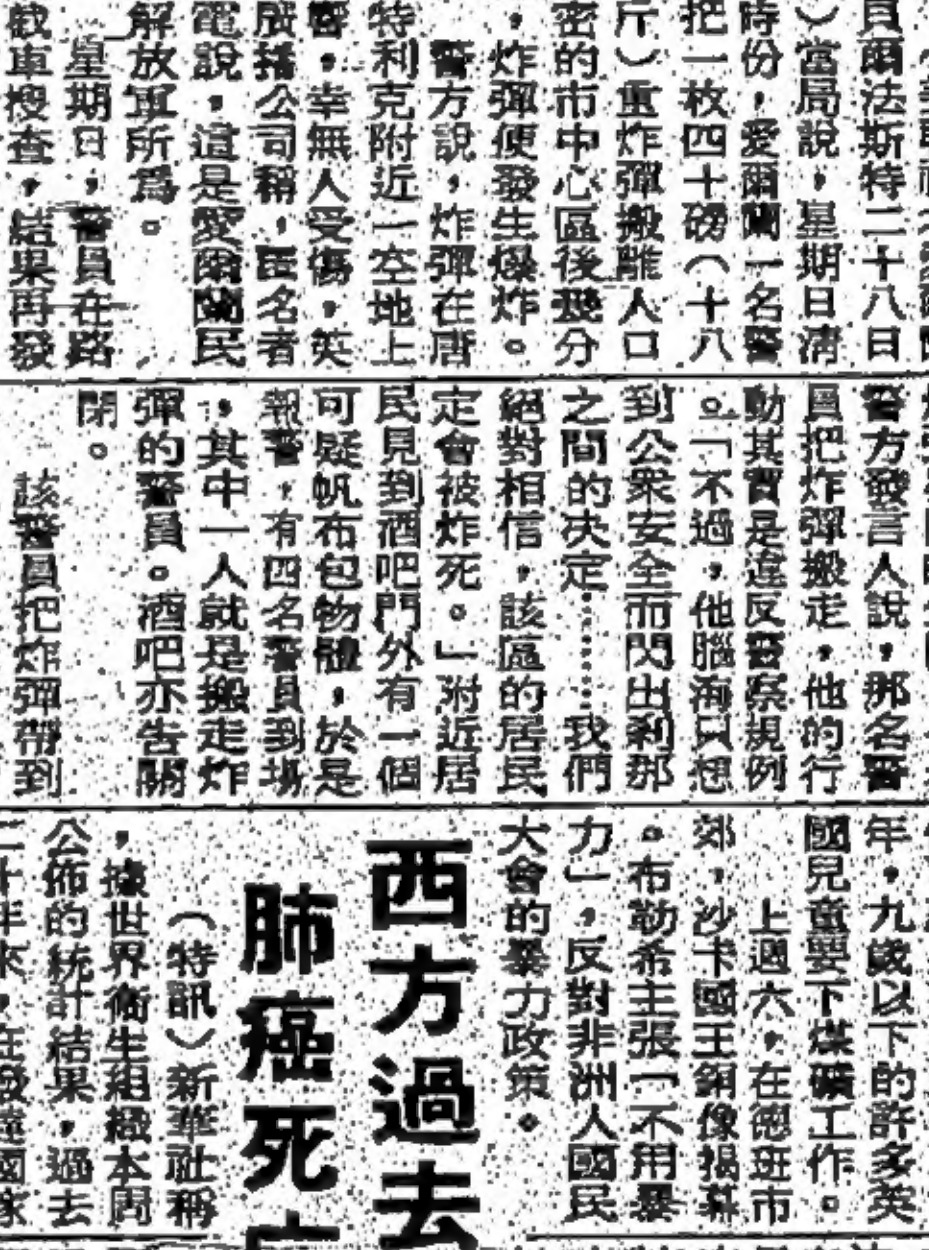 貝爾法斯特二十八日
）當局說，星期日清
時份，愛爾蘭一名警
把一枚四十磅（十八
斤）重炸彈搬離人口
密的市中心區後幾分
，炸彈便發生爆炸。
警方說，炸彈在唐
特利克附近一空地上
響，幸無人受傷，英
廣播公司稱，匿名者
電說，這是愛爾蘭民
解放軍所爲。
星期日，警員在路
截車搜查，結果再發
警方發言人說，那名警
員把炸彈搬走，他的行
動其實是違反警察規例
。「不過，他腦海只想
到公衆安全而閃出刹那
之間的决定……我們
絕對相信，該區的居民
定會被炸死。」附近居
民見到酒吧門外有一個
可疑帆布包物體，於是
報警，有四名警員到場
，其中一人就是搬走炸
彈的警員。酒吧亦告關
閉。
該警員把炸彈帶到
年，九歲以下的許多英
國兒童要下煤礦工作。
上週六，在德班市
郊，沙卡國王銅像揭幕
。布勒希主張「不用暴
力」，反對非洲人國民
大會的暴力政策。
西方過去
肺癌死
（特訊）新華社稱
，據世界衞生組織本周
公佈的統計結果，過去
二十年來，在發達國家